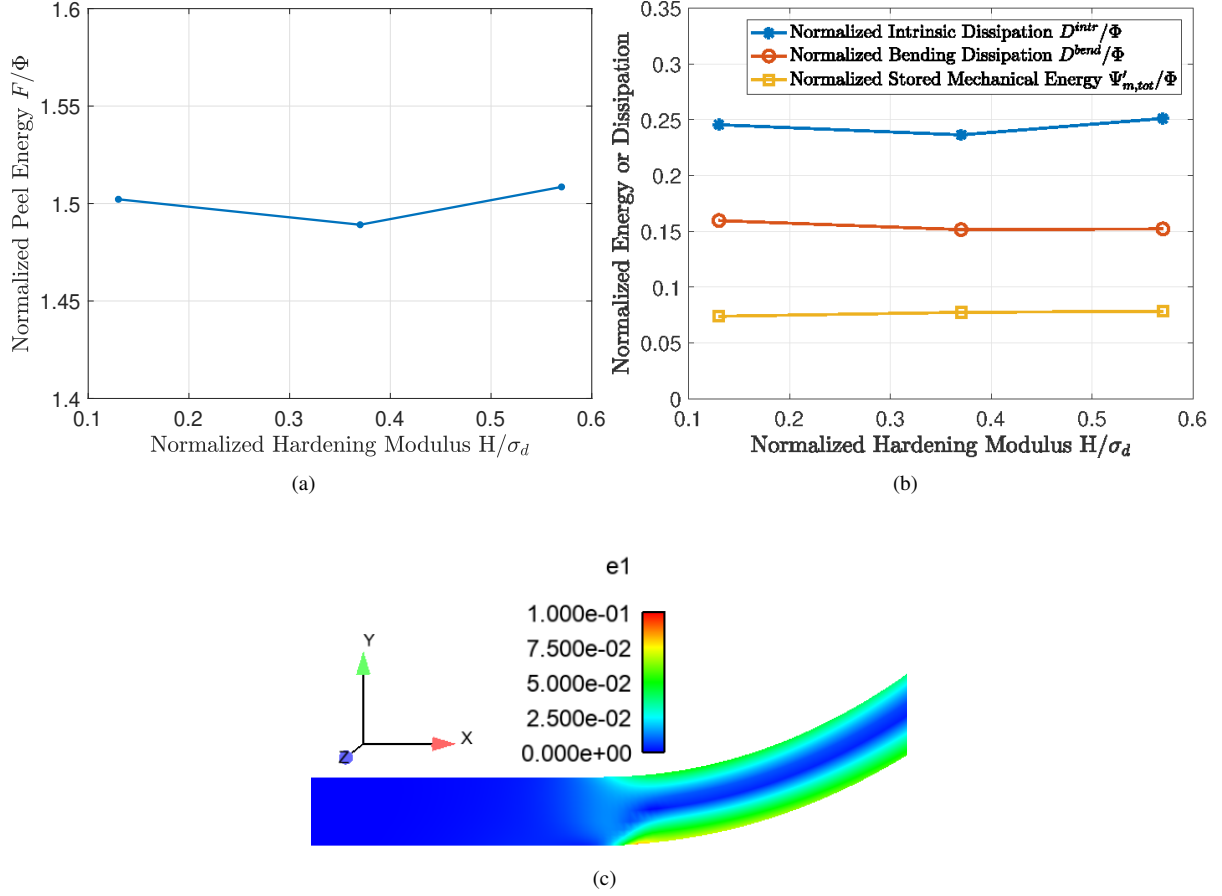 1.6
1.55
1.5
1.45
1.4
0.1
0.2
0.3
0.4
0.5
0.6
Normalized Peel Energy F/Φ
Normalized Hardening Modulus H/σ_d
(a)
0.35
0.3
0.25
0.2
0.15
0.1
0.05
0
0.1
0.2
0.3
0.4
0.5
0.6
Normalized Energy or Dissipation
Normalized Intrinsic Dissipation D^{intr}/Φ
Normalized Bending Dissipation D^{bend}/Φ
Normalized Stored Mechanical Energy Ψ′_{m,tot}/Φ
Normalized Hardening Modulus H/σ_d
(b)
e1
1.000e-01
7.500e-02
5.000e-02
2.500e-02
0.000e+00
Y
X
Z
(c)